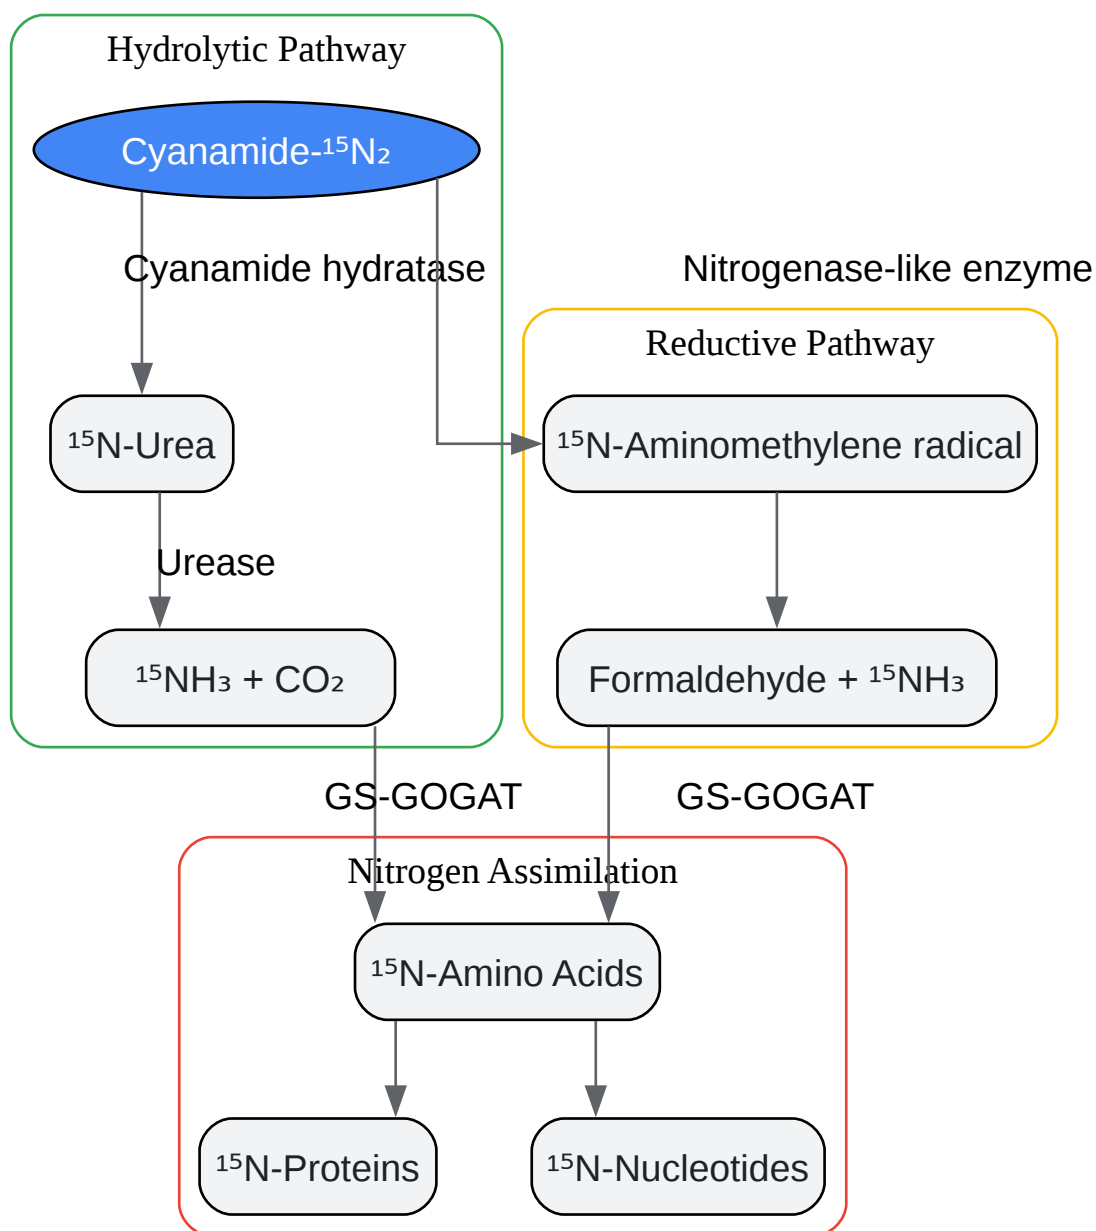 Hydrolytic Pathway
Cyanamide-¹⁵N₂
Cyanamide hydratase
Nitrogenase-like enzyme
Reductive Pathway
¹⁵N-Urea
¹⁵N-Aminomethylene radical
Urease
¹⁵NH₃ + CO₂
Formaldehyde + ¹⁵NH₃
GS-GOGAT
GS-GOGAT
Nitrogen Assimilation
¹⁵N-Amino Acids
¹⁵N-Proteins
¹⁵N-Nucleotides